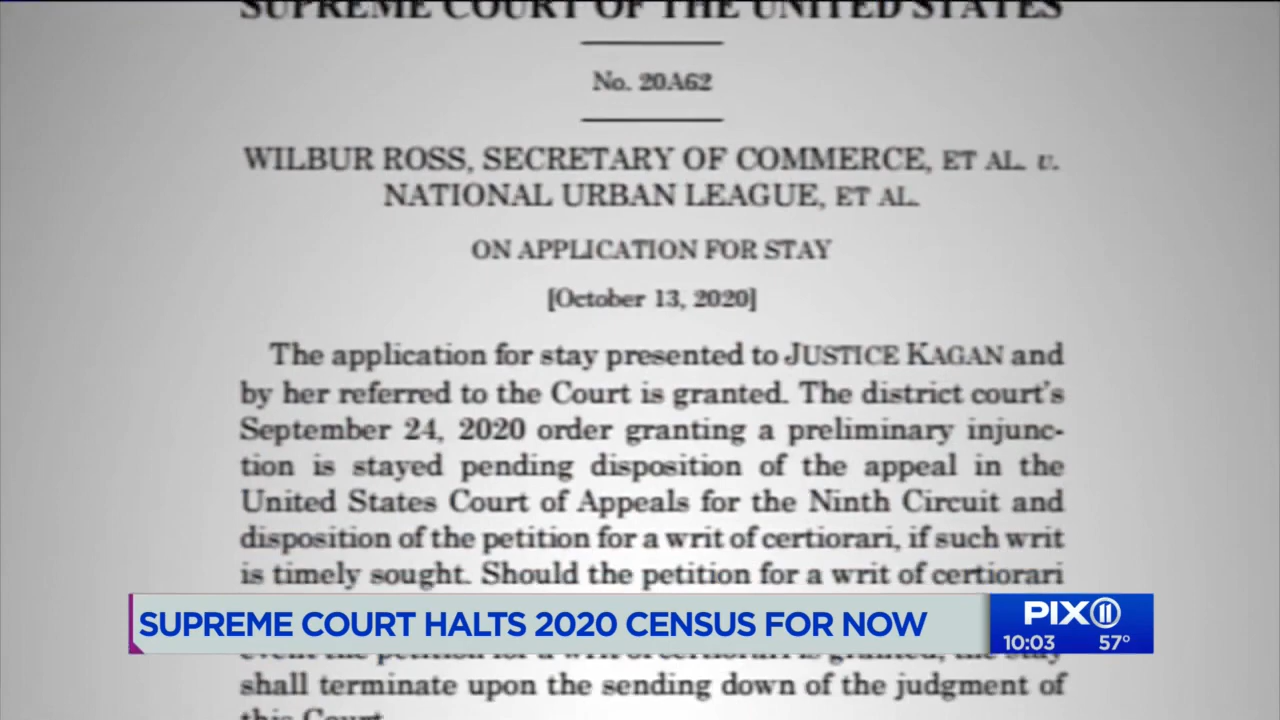 SUPREME COURT OF THE UNITED STATES
No. 20A62
WILBUR ROSS, SECRETARY OF COMMERCE, ET AL. v.
NATIONAL URBAN LEAGUE, ET AL.
ON APPLICATION FOR STAY
[October 13, 2020]
The application for stay presented to JUSTICE KAGAN and
by her referred to the Court is granted. The district court's
September 24, 2020 order granting a preliminary injunc-
tion is stayed pending disposition of the appeal in the
United States Court of Appeals for the Ninth Circuit and
disposition of the petition for a writ of certiorari, if such writ
is timely sought. Should the petition for a writ of certiorari
SUPREME COURT HALTS 2020 CENSUS FOR NOW
PIX11
10:03 57°
shall terminate upon the sending down of the judgment of
this Court.